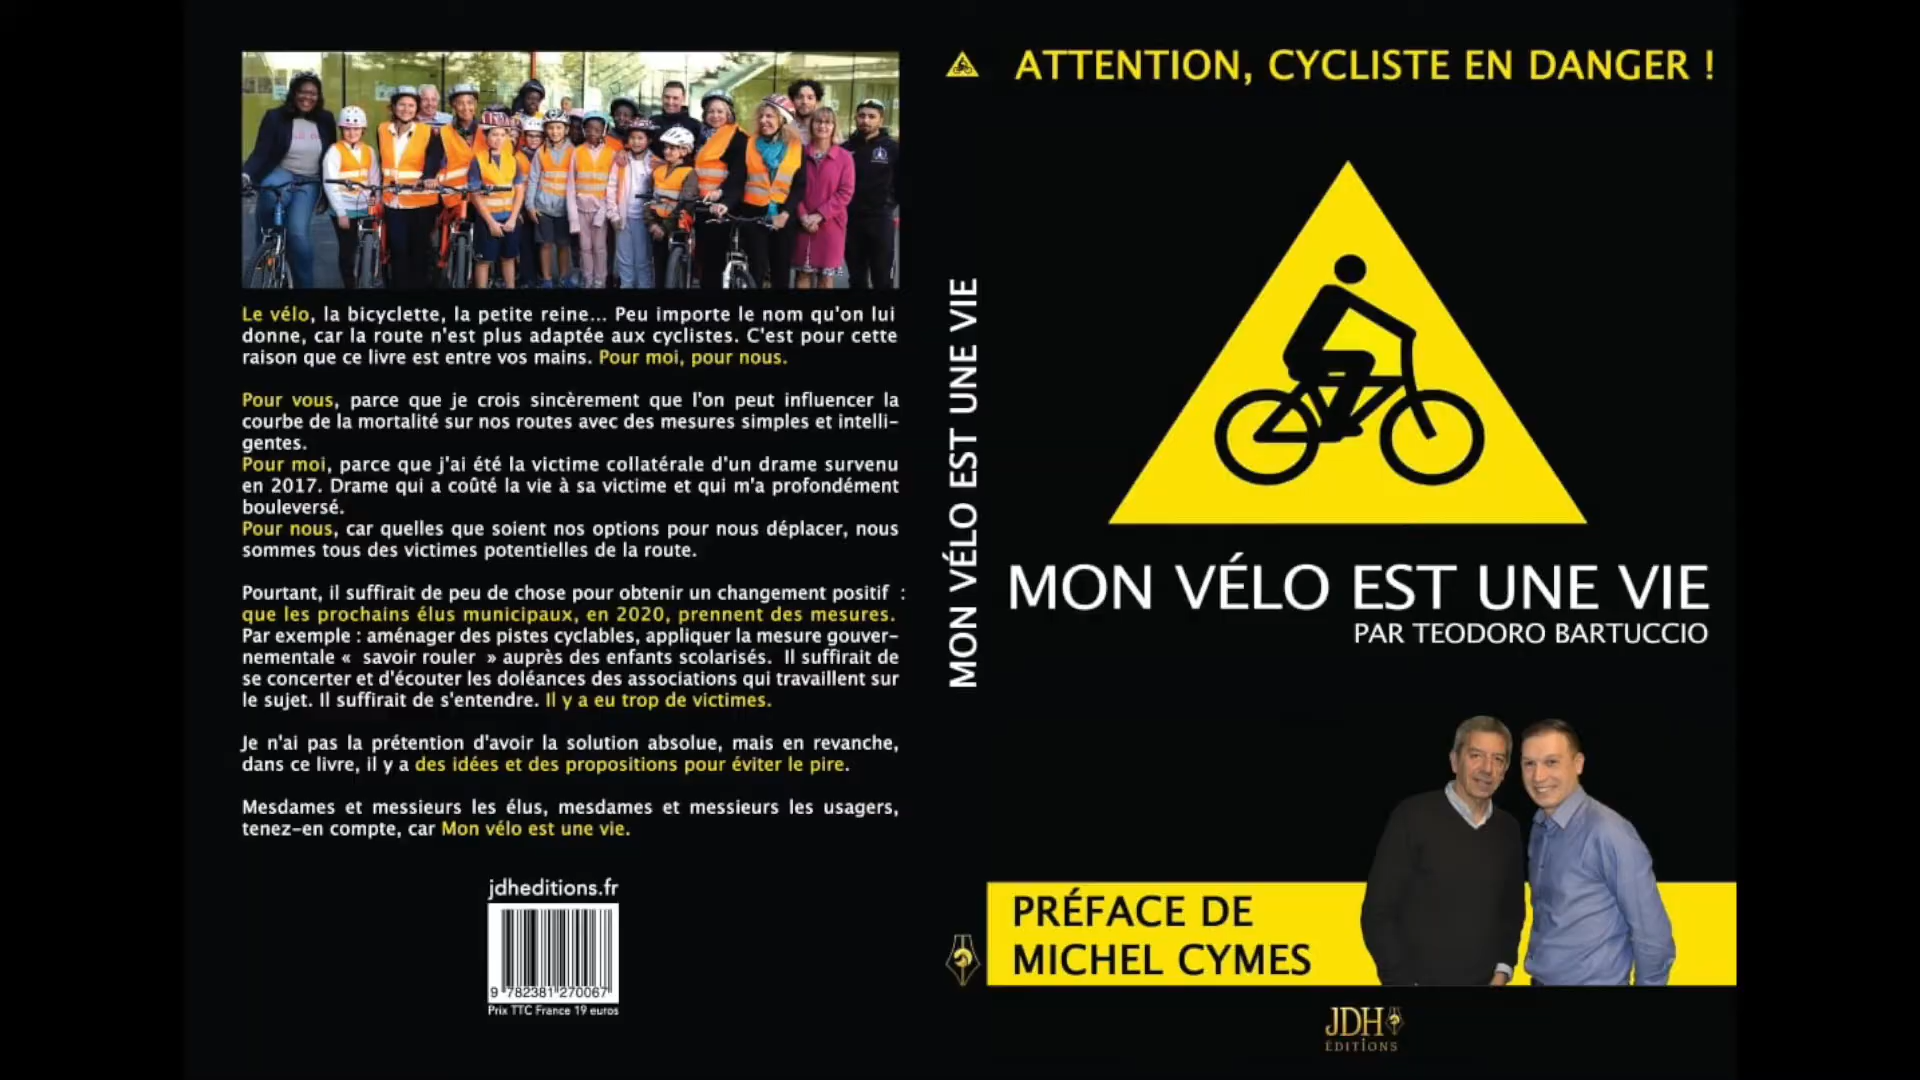 Le vélo, la bicyclette, la petite reine... Peu importe le nom qu'on lui
donne, car la route n'est plus adaptée aux cyclistes. C'est pour cette
raison que ce livre est entre vos mains. Pour moi, pour nous.
Pour vous, parce que je crois sincèrement que l'on peut influencer la
courbe de la mortalité sur nos routes avec des mesures simples et intelli-
gentes.
Pour moi, parce que j'ai été la victime collatérale d'un drame survenu
en 2017. Drame qui a coûté la vie à sa victime et qui m'a profondément
bouleversé.
Pour nous, car quelles que soient nos options pour nous déplacer, nous
sommes tous des victimes potentielles de la route.
Pourtant, il suffirait de peu de chose pour obtenir un changement positif :
que les prochains élus municipaux, en 2020, prennent des mesures.
Par exemple : aménager des pistes cyclables, appliquer la mesure gouver-
nementale « savoir rouler » auprès des enfants scolarisés. Il suffirait de
se concerter et d'écouter les doléances des associations qui travaillent sur
le sujet. Il suffirait de s'entendre. Il y a eu trop de victimes.
Je n'ai pas la prétention d'avoir la solution absolue, mais en revanche,
dans ce livre, il y a des idées et des propositions pour éviter le pire.
Mesdames et messieurs les élus, mesdames et messieurs les usagers,
tenez-en compte, car Mon vélo est une vie.
jdheditions.fr
9 782381 270067
Prix TTC France 19 euros
MON VÉLO EST UNE VIE
ATTENTION, CYCLISTE EN DANGER !
MON VÉLO EST UNE VIE
PAR TEODORO BARTUCCIO
PRÉFACE DE
MICHEL CYMES
JDH
ÉDITIONS